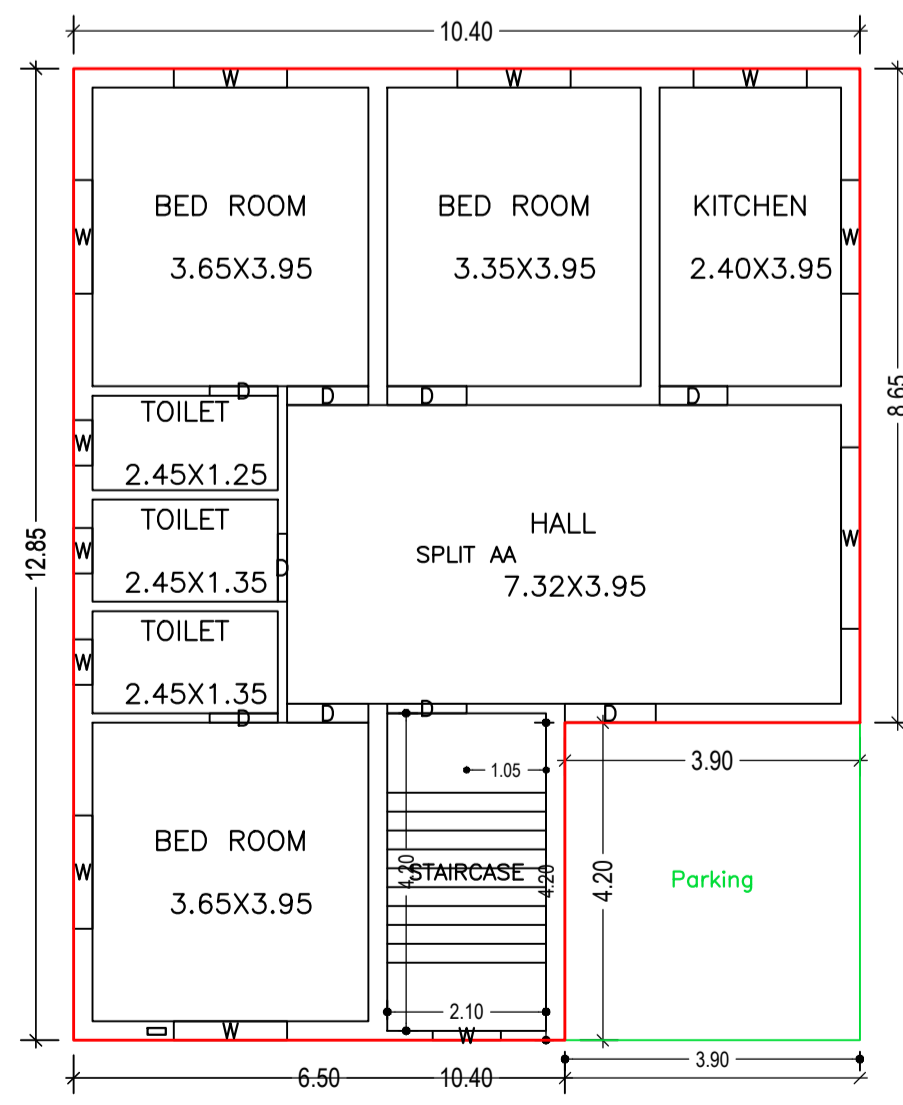 10.40
W W W
BED ROOM BED ROOM KITCHEN
W W
3.65X3.95 3.35X3.95 2.40X3.95
D D D D
8.65
TOILET
W
2.45X1.25
TOILET HALL
W
SPLIT AA
W
12.85
D
2.45X1.35 7.32X3.95
TOILET
W
2.45X1.35
D D D D
3.90
1.05
BED ROOM
W
4.20 STAIRCASE 4.20 4.20 Parking
3.65X3.95
2.10
W W
3.90
6.50 10.40